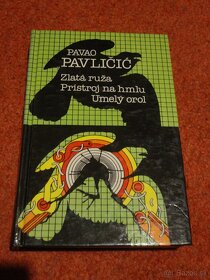 PAVAO
PAVLIČIĆ
Zlatá ruža
Prístroj na hmlu
Umelý orol